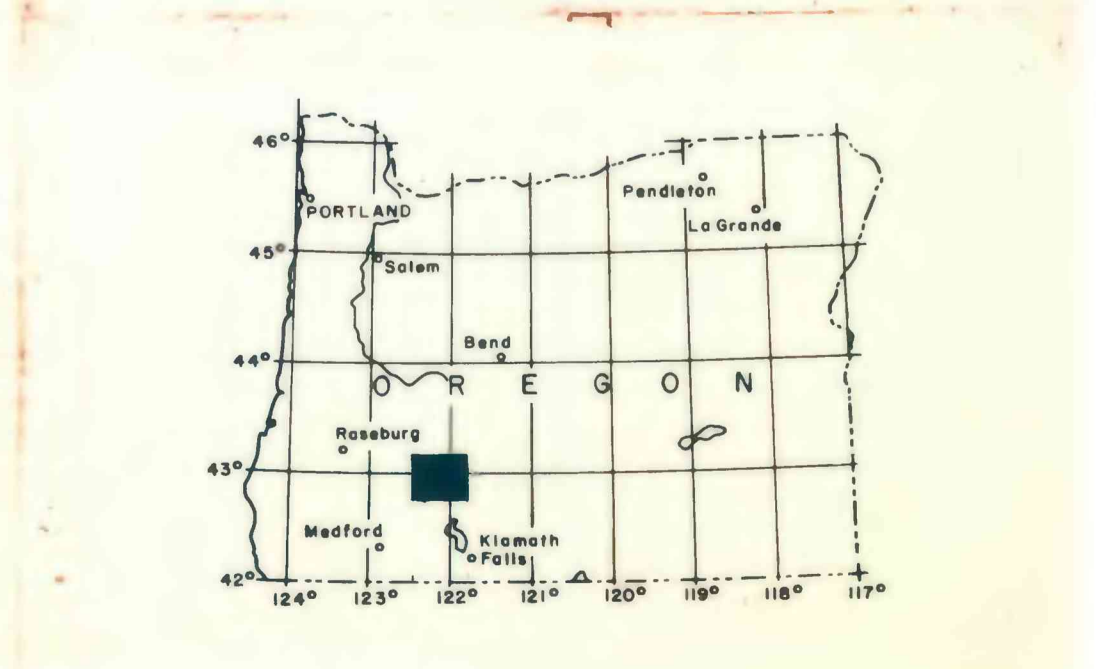 46°
PORTLAND
Pendleton
La Grande
45°
Salem
Bend
44°
O R E G O N
Raseburg
43°
Medford
Klamath
Falls
42°
124° 123° 122° 121° 120° 119° 118° 117°